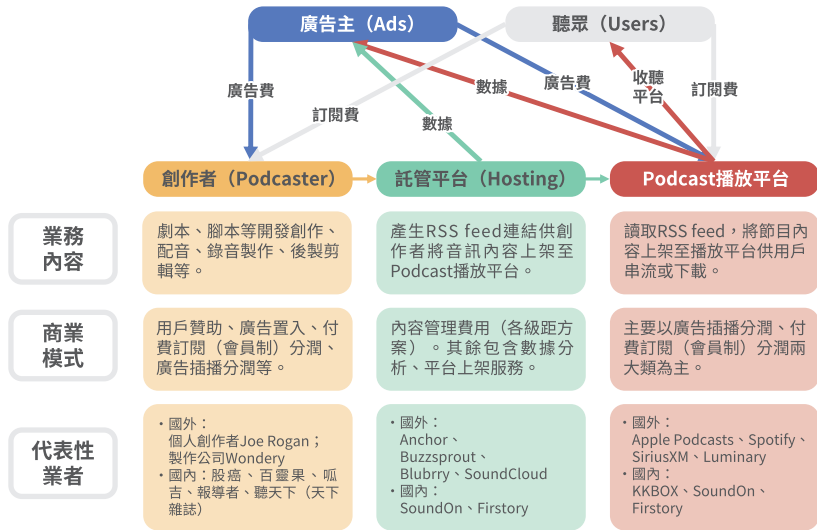 廣告主（Ads）
聽眾（Users）
廣告費
訂閱費
數據
數據
廣告費
收聽
平台
訂閱費
創作者（Podcaster）
託管平台（Hosting）
Podcast播放平台
業務
內容
劇本、腳本等開發創作、
配音、錄音製作、後製剪
輯等。
產生RSS feed連結供創
作者將音訊內容上架至
Podcast播放平台。
讀取RSS feed，將節目內
容上架至播放平台供用戶
串流或下載。
商業
模式
用戶贊助、廣告置入、付
費訂閱（會員制）分潤、
廣告插播分潤等。
內容管理費用（各級距方
案）。其餘包含數據分
析、平台上架服務。
主要以廣告插播分潤、付
費訂閱（會員制）分潤兩
大類為主。
代表性
業者
・國外：
個人創作者Joe Rogan；
製作公司Wondery
・國內：股癌、百靈果、呱
吉、報導者、聽天下（天下
雜誌）
・國外：
Anchor、
Buzzsprout、
Blubrry、SoundCloud
・國內：
SoundOn、Firstory
・國外：
Apple Podcasts、Spotify、
SiriusXM、Luminary
・國內：
KKBOX、SoundOn、
Firstory